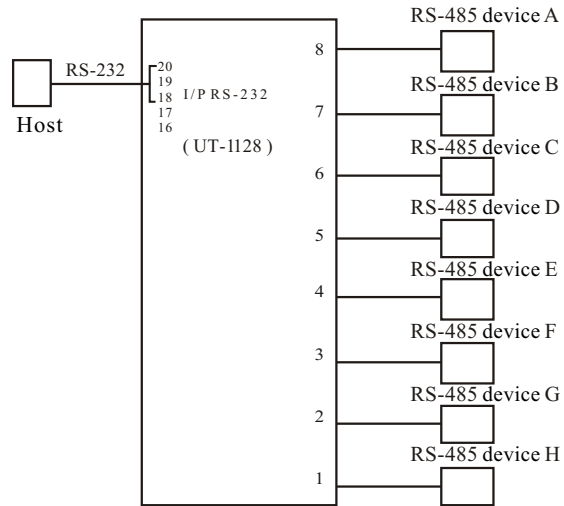 RS-485 device A
8
RS-232
20
19
18
I/P RS-232
17
16
Host
(UT-1128)
RS-485 device B
7
RS-485 device C
6
RS-485 device D
5
RS-485 device E
4
RS-485 device F
3
RS-485 device G
2
RS-485 device H
1